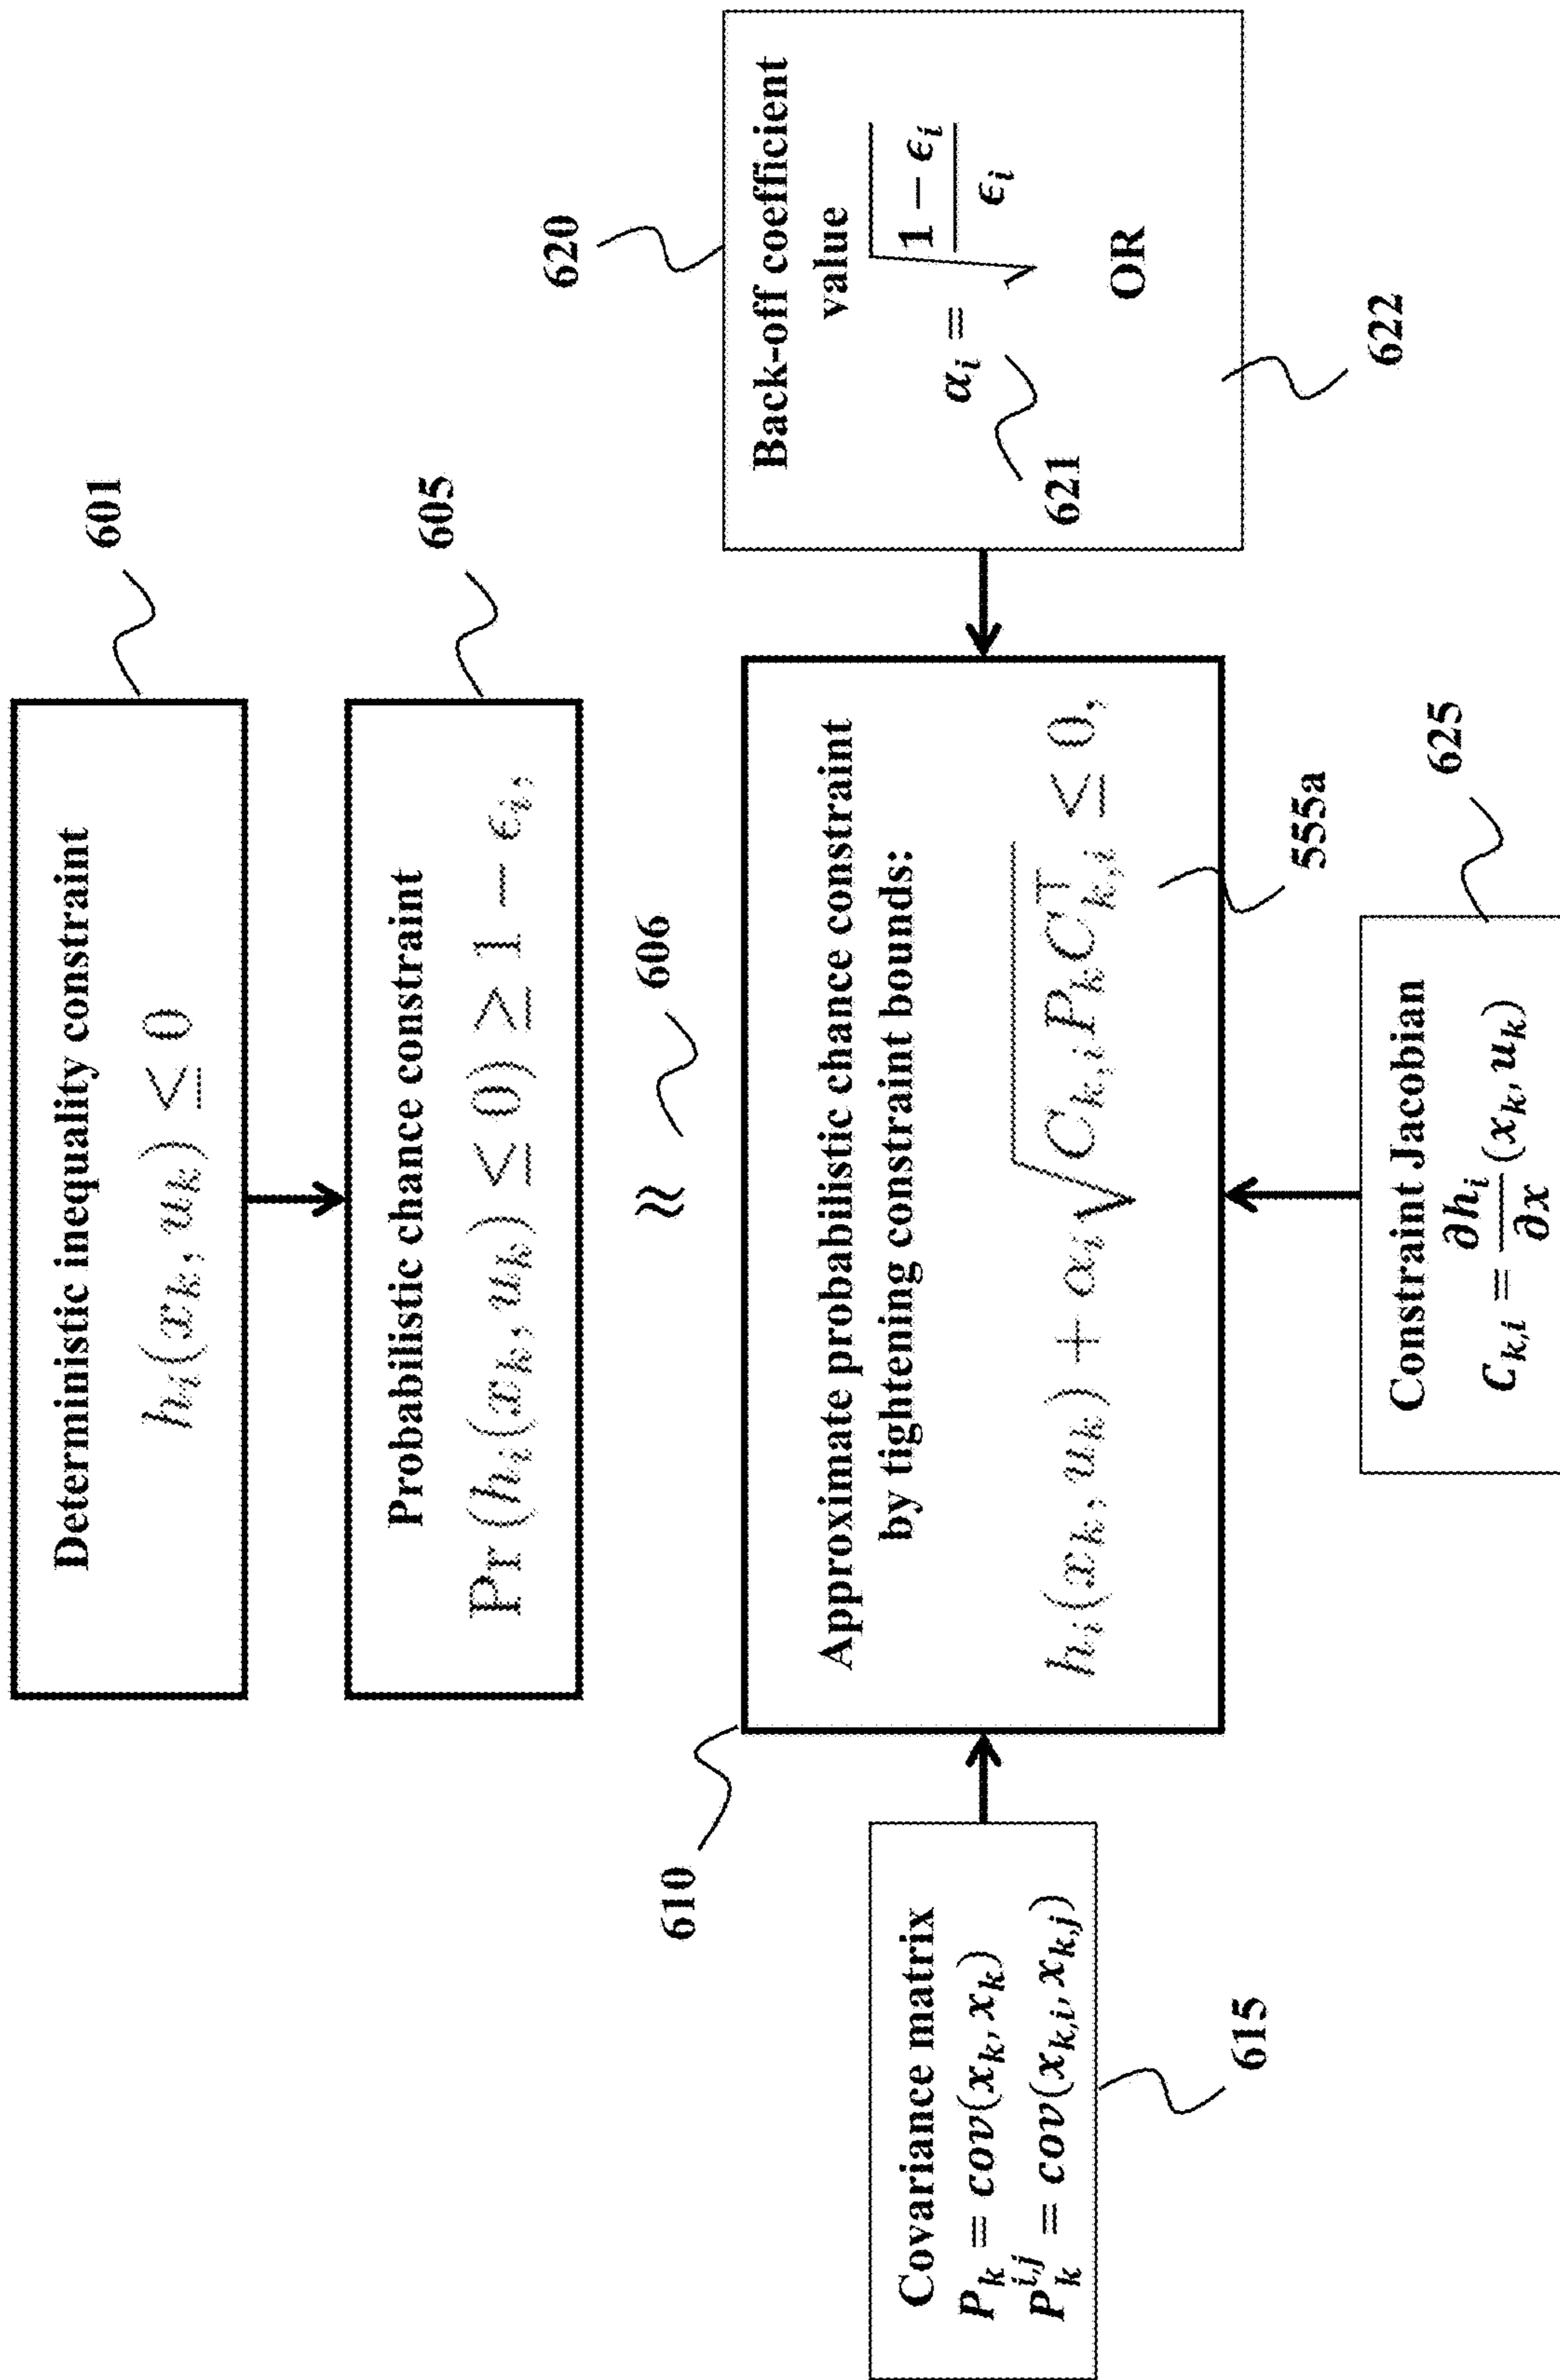 Deterministic inequality constraint
h_i(x_k, u_k) ≤ 0
601
Probabilistic chance constraint
Pr(h_i(x_k, u_k) ≤ 0) ≥ 1 − ϵ_i,
605
≈
606
610
Approximate probabilistic chance constraint
by tightening constraint bounds:
h_i(x_k, u_k) + α_i √(C_{k,i} P_k C_{k,i}^⊤) ≤ 0,
555a
Covariance matrix
P_k = cov(x_k, x_k)
P_k^{i,j} = cov(x_{k,i}, x_{k,j})
615
620
Back-off coefficient
value
α_i = √((1 − ϵ_i)/ϵ_i)
621
OR
622
Constraint Jacobian
C_{k,i} = ∂h_i/∂x (x_k, u_k)
625